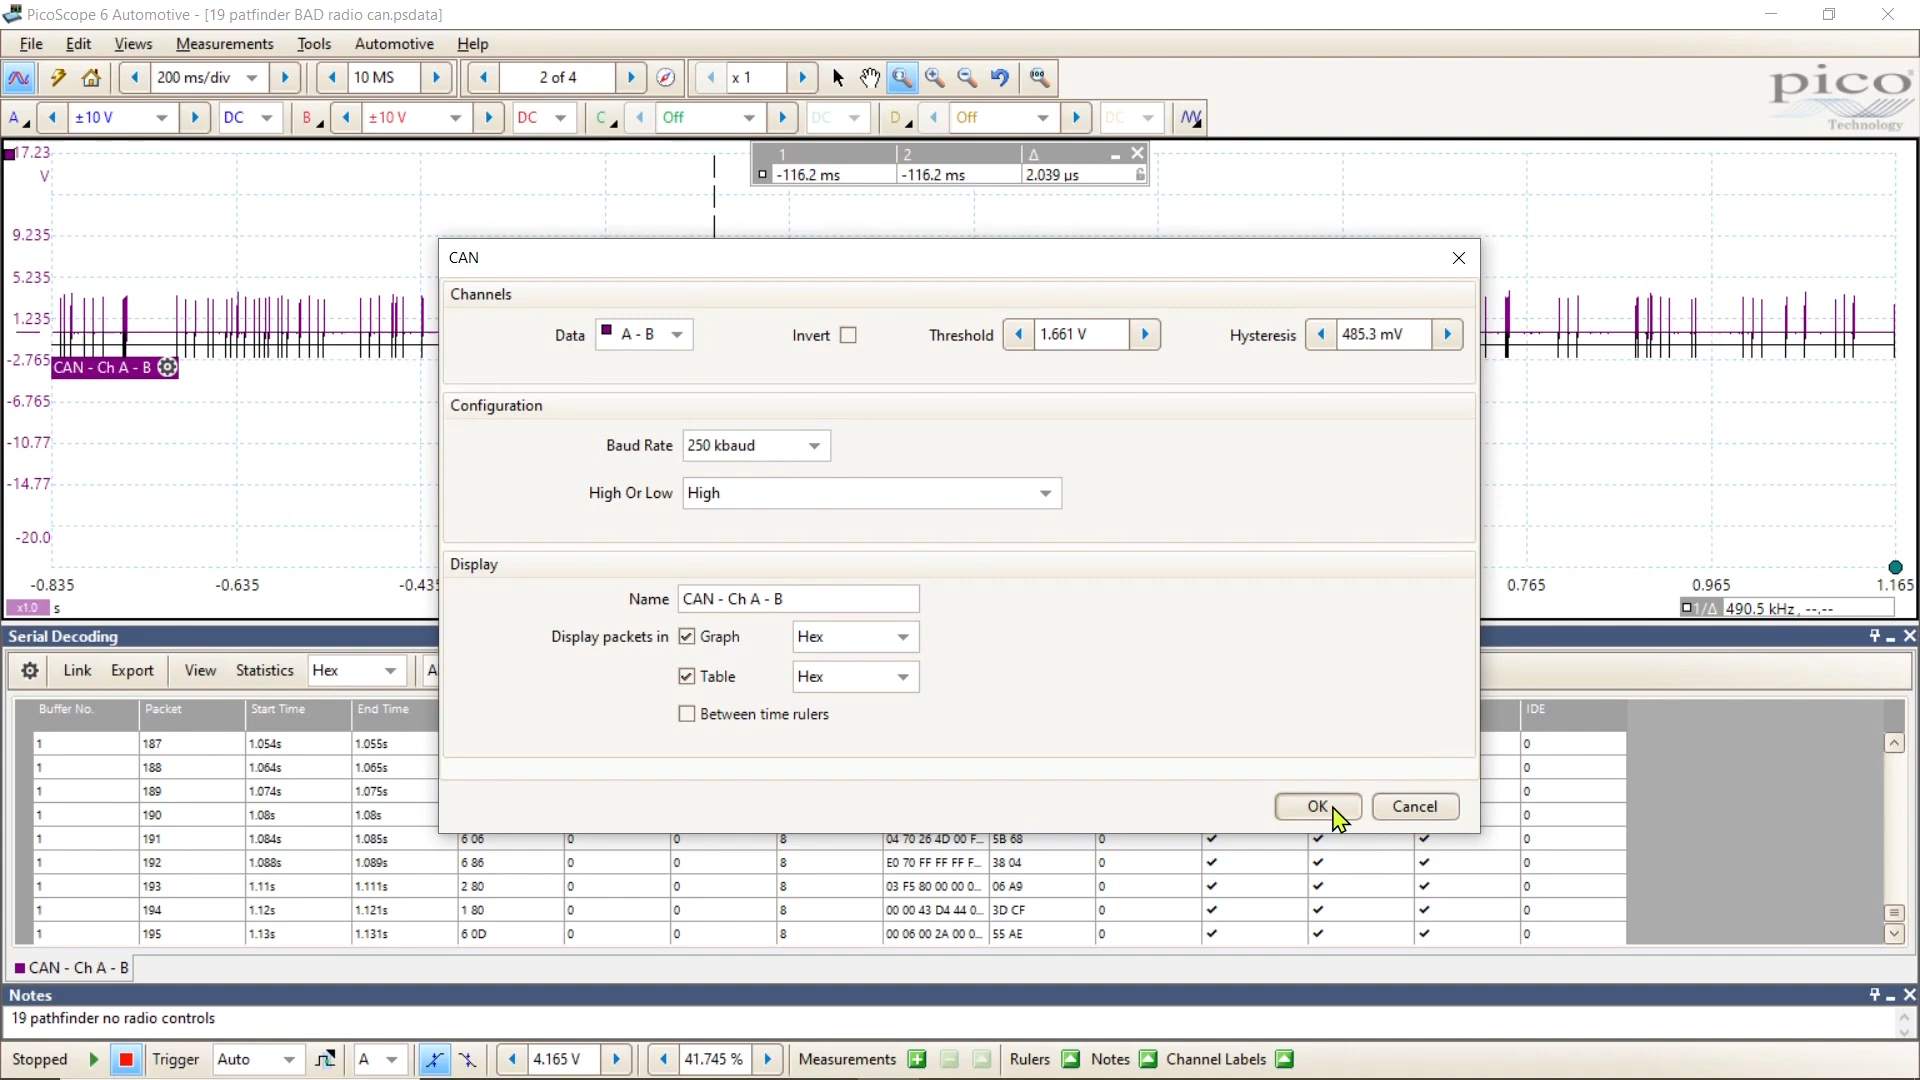 PicoScope 6 Automotive - [19 patfinder BAD radio can.psdata]
File Edit Views Measurements Tools Automotive Help
200 ms/div 10 MS 2 of 4 x 1
A ±10 V DC B ±10 V DC C Off DC D Off DC
pico
Technology
17.23
V
9.235
5.235
1.235
-2.765
-6.765
-10.77
-14.77
-20.0
1 2 Δ
-116.2 ms -116.2 ms 2.039 µs
CAN - Ch A - B
-0.835 -0.635 -0.435 0.765 0.965 1.165
x1.0 s
1/Δ 490.5 kHz, --.--
CAN
Channels
Data A - B Invert Threshold 1.661 V Hysteresis 485.3 mV
Configuration
Baud Rate 250 kbaud
High Or Low High
Display
Name CAN - Ch A - B
Display packets in Graph Hex
Table Hex
Between time rulers
OK Cancel
Serial Decoding
Link Export View Statistics Hex A
Buffer No. Packet Start Time End Time IDE
1 187 1.054s 1.055s 0
1 188 1.064s 1.065s 0
1 189 1.074s 1.075s 0
1 190 1.08s 1.08s 0
1 191 1.084s 1.085s 6 06 0 0 8 04 70 26 4D 00 F... 5B 68 0 0
1 192 1.088s 1.089s 6 86 0 0 8 E0 70 FF FF FF F... 38 04 0 0
1 193 1.11s 1.111s 2 80 0 0 8 03 F5 80 00 00 0... 06 A9 0 0
1 194 1.12s 1.121s 1 80 0 0 8 00 00 43 D4 44 0... 3D CF 0 0
1 195 1.13s 1.131s 6 0D 0 0 8 00 06 00 2A 00 0... 55 AE 0 0
CAN - Ch A - B
Notes
19 pathfinder no radio controls
Stopped Trigger Auto A 4.165 V 41.745 % Measurements Rulers Notes Channel Labels